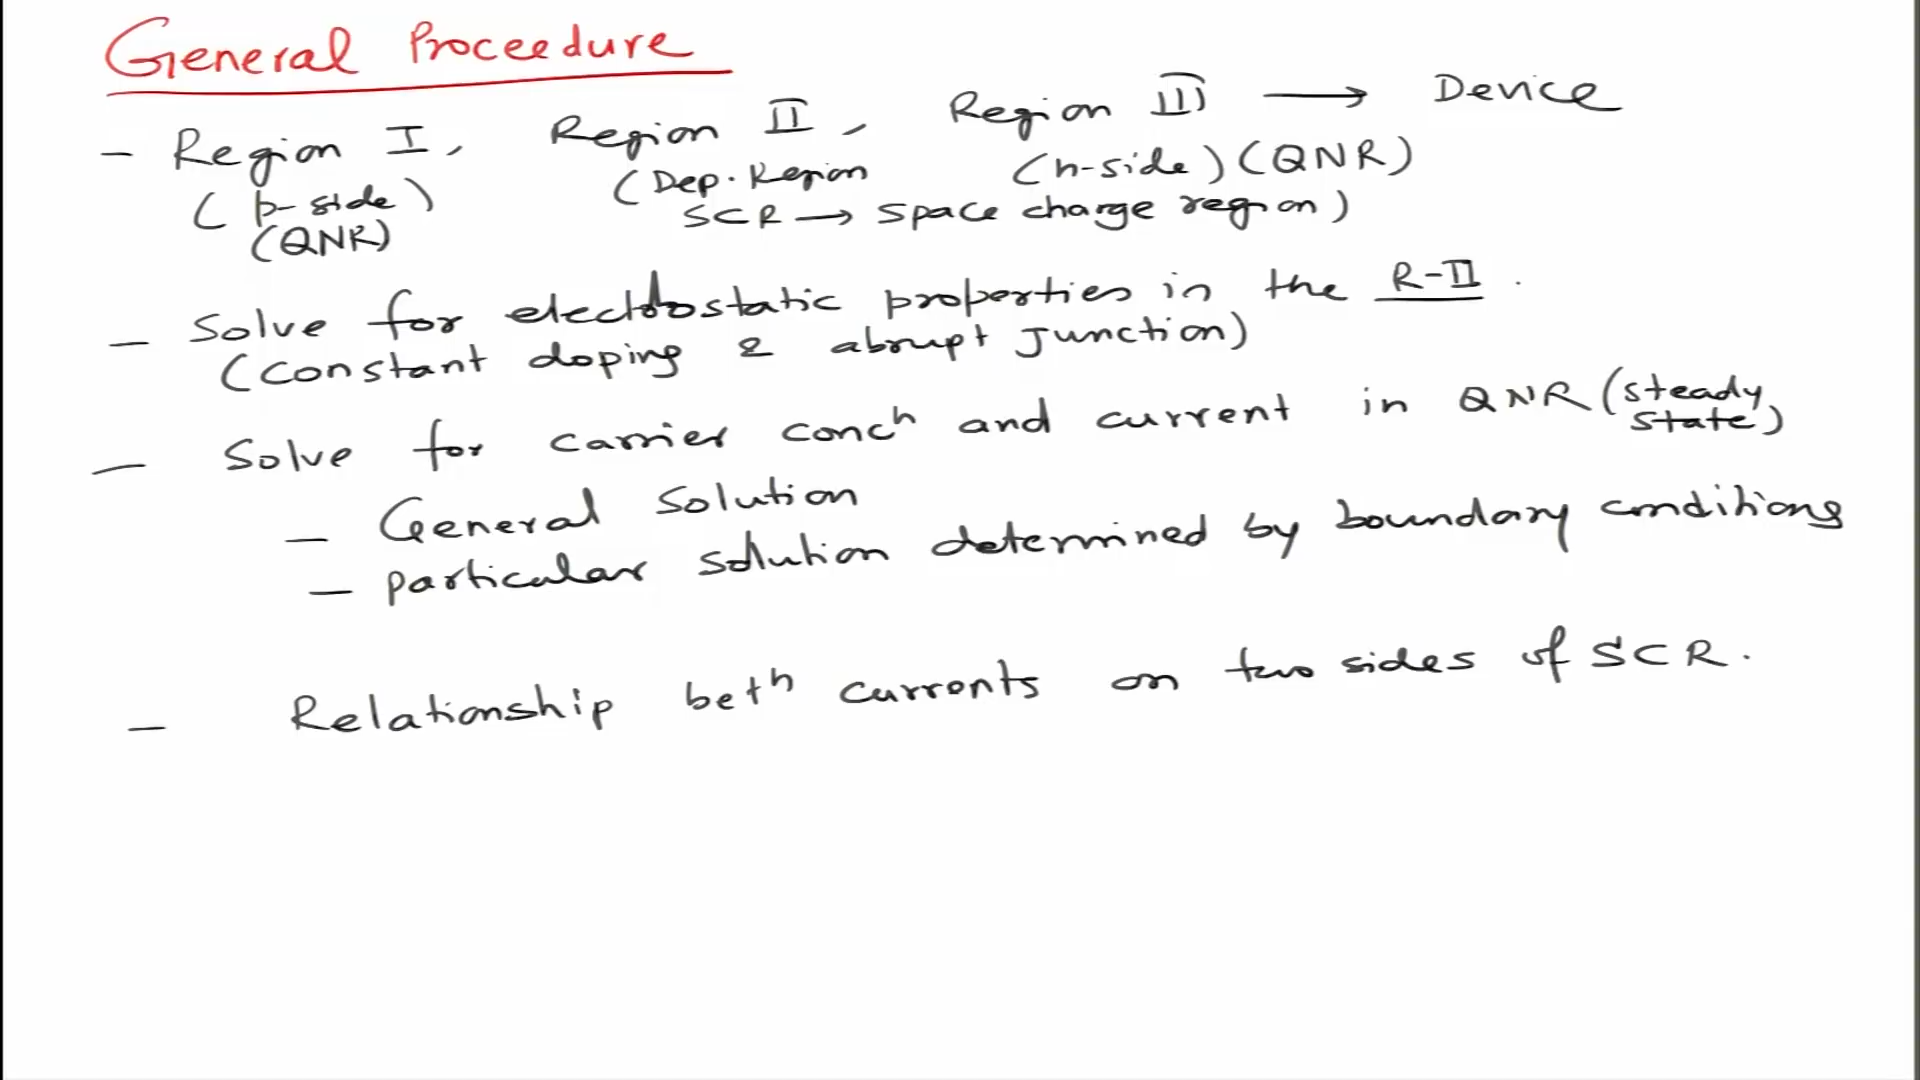 General Proceedure
- Region I, Region II, Region III → Device
(p-side) (Dep. Region (n-side) (QNR)
(QNR) SCR → space charge region)
- Solve for electrostatic properties in the R-II.
(constant doping & abrupt junction)
- Solve for carrier concn and current in QNR (steady state)
- General solution
- particular solution determined by boundary conditions
- Relationship betn currents on two sides of SCR.